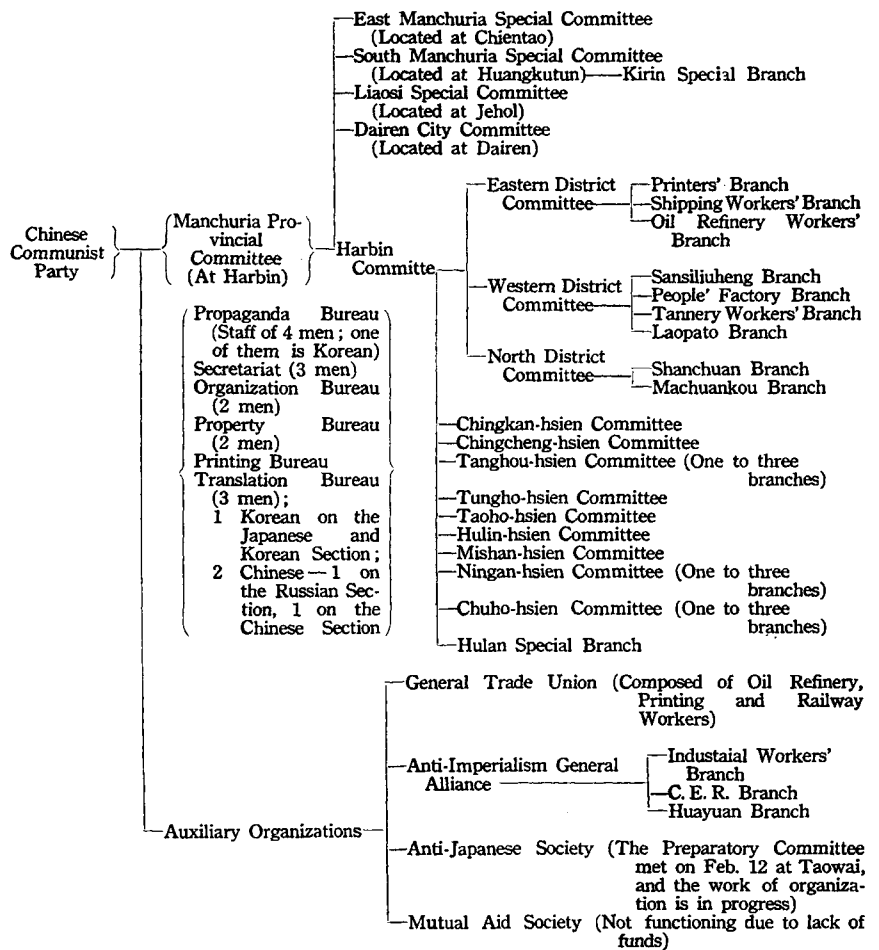 East Manchuria Special Committee
(Located at Chientao)
South Manchuria Special Committee
(Located at Huangkutun)—Kirin Special Branch
Liaosi Special Committee
(Located at Jehol)
Dairen City Committee
(Located at Dairen)
Chinese
Communist
Party
Manchuria Pro-
vincial
Committee
(At Harbin)
Harbin
Committe
Propaganda Bureau
(Staff of 4 men; one
of them is Korean)
Secretariat (3 men)
Organization Bureau
(2 men)
Property Bureau
(2 men)
Printing Bureau
Translation Bureau
(3 men);
1 Korean on the
Japanese and
Korean Section;
2 Chinese—1 on
the Russian Sec-
tion, 1 on the
Chinese Section
Eastern District
Committee
Printers' Branch
Shipping Workers' Branch
Oil Refinery Workers'
Branch
Western District
Committee
Sansiliuheng Branch
People' Factory Branch
Tannery Workers' Branch
Laopato Branch
North District
Committee
Shanchuan Branch
Machuankou Branch
Chingkan-hsien Committee
Chingcheng-hsien Committee
Tanghou-hsien Committee (One to three
branches)
Tungho-hsien Committee
Taoho-hsien Committee
Hulin-hsien Committee
Mishan-hsien Committee
Ningan-hsien Committee (One to three
branches)
Chuho-hsien Committee (One to three
branches)
Hulan Special Branch
Auxiliary Organizations
General Trade Union (Composed of Oil Refinery,
Printing and Railway
Workers)
Anti-Imperialism General
Alliance
Industaial Workers'
Branch
C. E. R. Branch
Huayuan Branch
Anti-Japanese Society (The Preparatory Committee
met on Feb. 12 at Taowai,
and the work of organiza-
tion is in progress)
Mutual Aid Society (Not functioning due to lack of
funds)